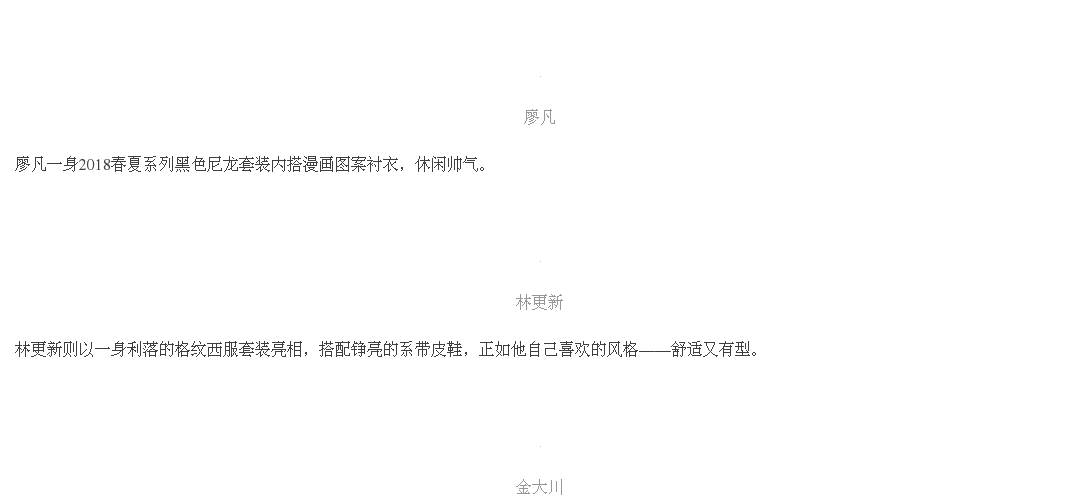 廖凡
廖凡一身2018春夏系列黑色尼龙套装内搭漫画图案衬衣，休闲帅气。
林更新
林更新则以一身利落的格纹西服套装亮相，搭配铮亮的系带皮鞋，正如他自己喜欢的风格——舒适又有型。
金大川